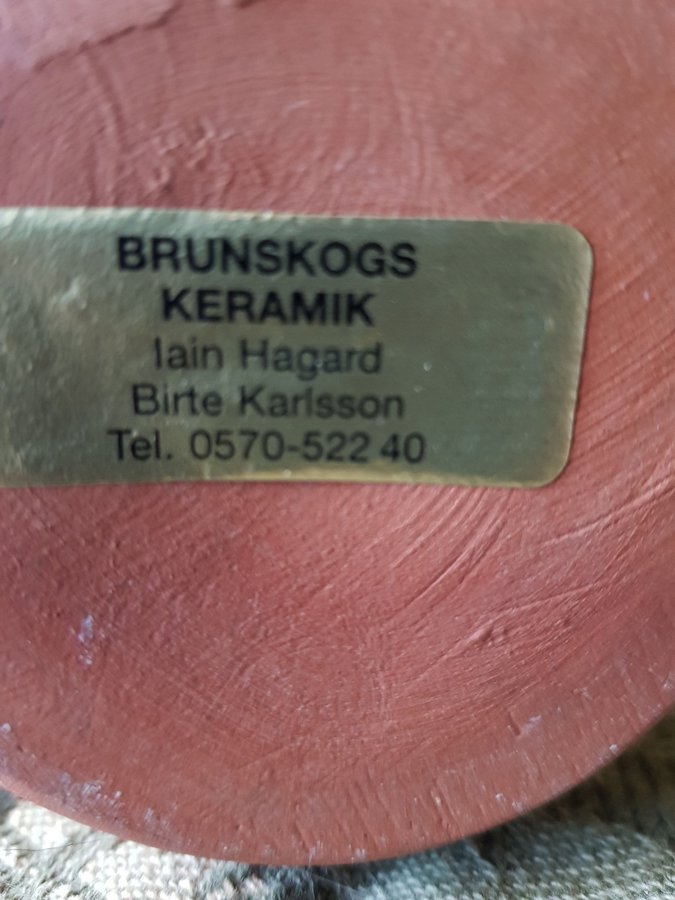 BRUNSKOGS
KERAMIK
Iain Hagard
Birte Karlsson
Tel. 0570-522 40